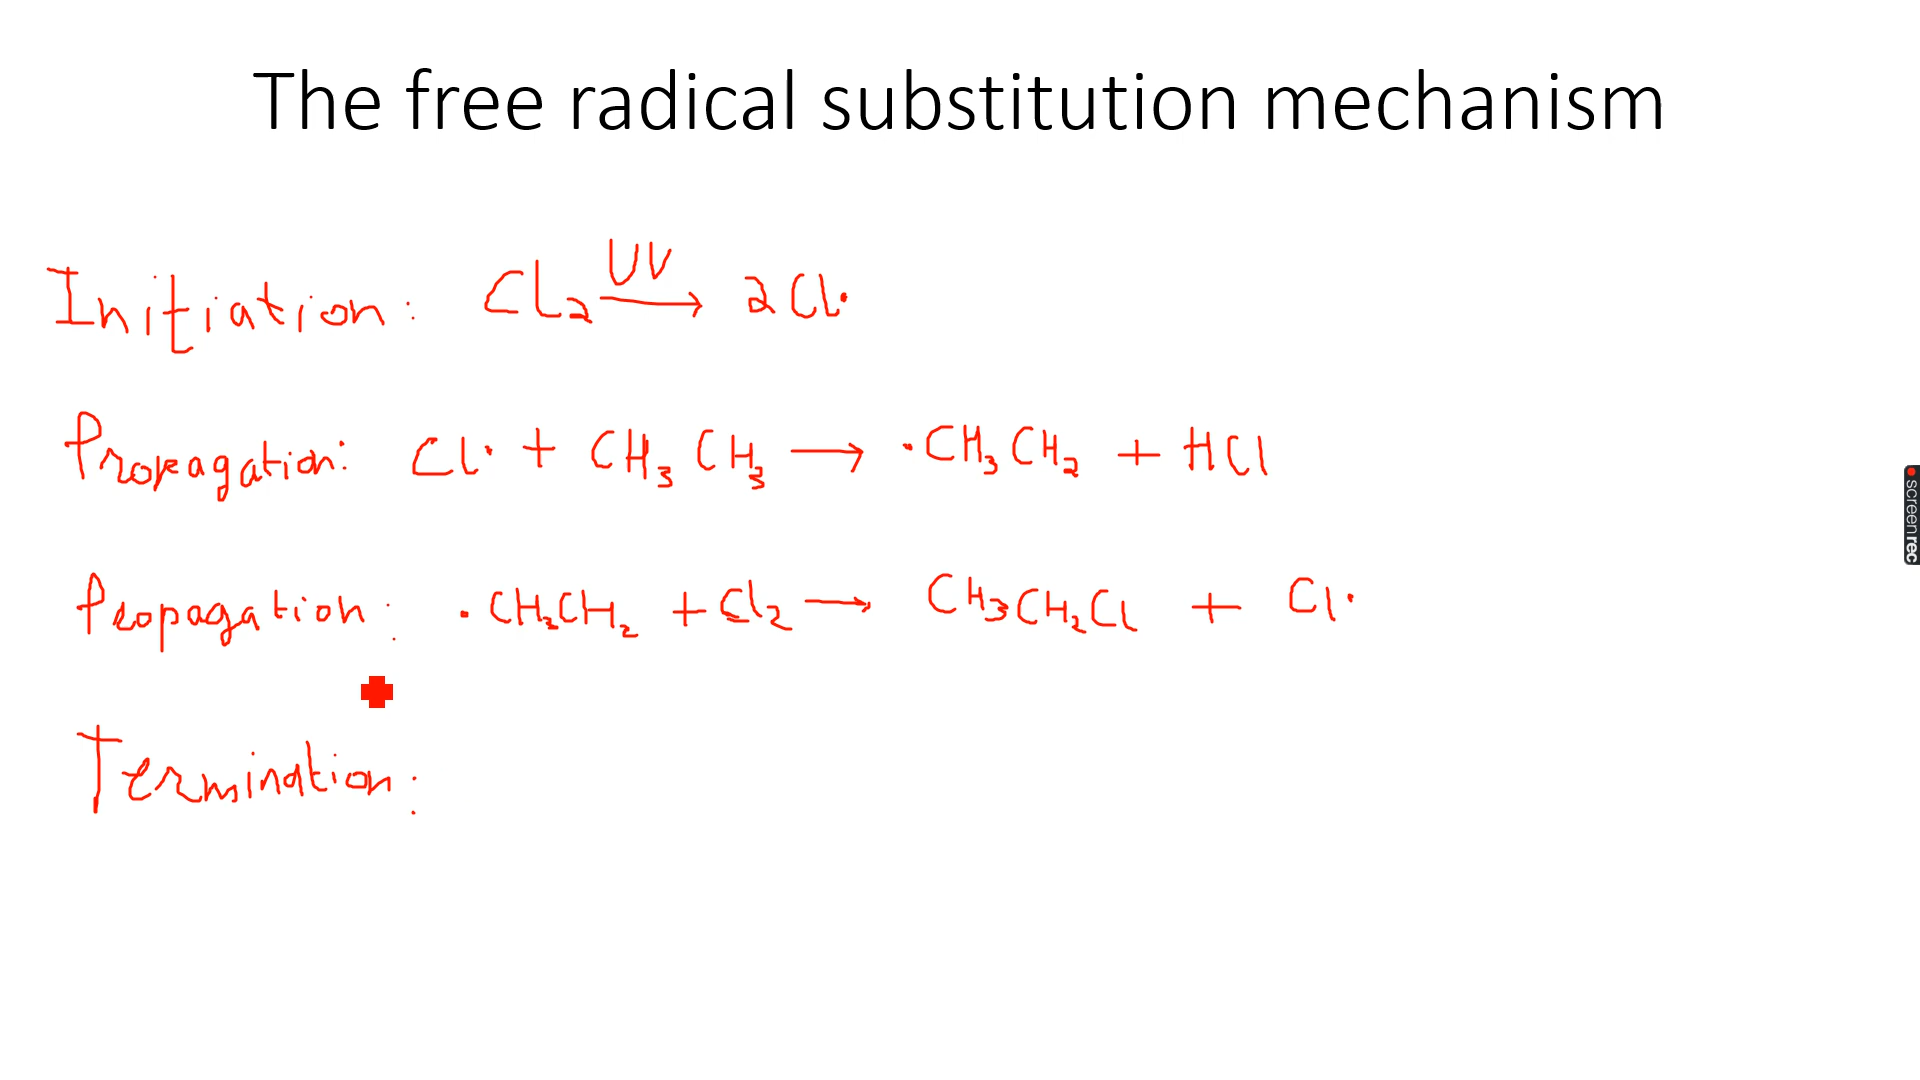 The free radical substitution mechanism
Initiation: Cl₂ UV → 2Cl•
Propagation: Cl• + CH₃CH₃ → •CH₃CH₂ + HCl
Propagation: •CH₃CH₂ + Cl₂ → CH₃CH₂Cl + Cl•
Termination:
screenrec